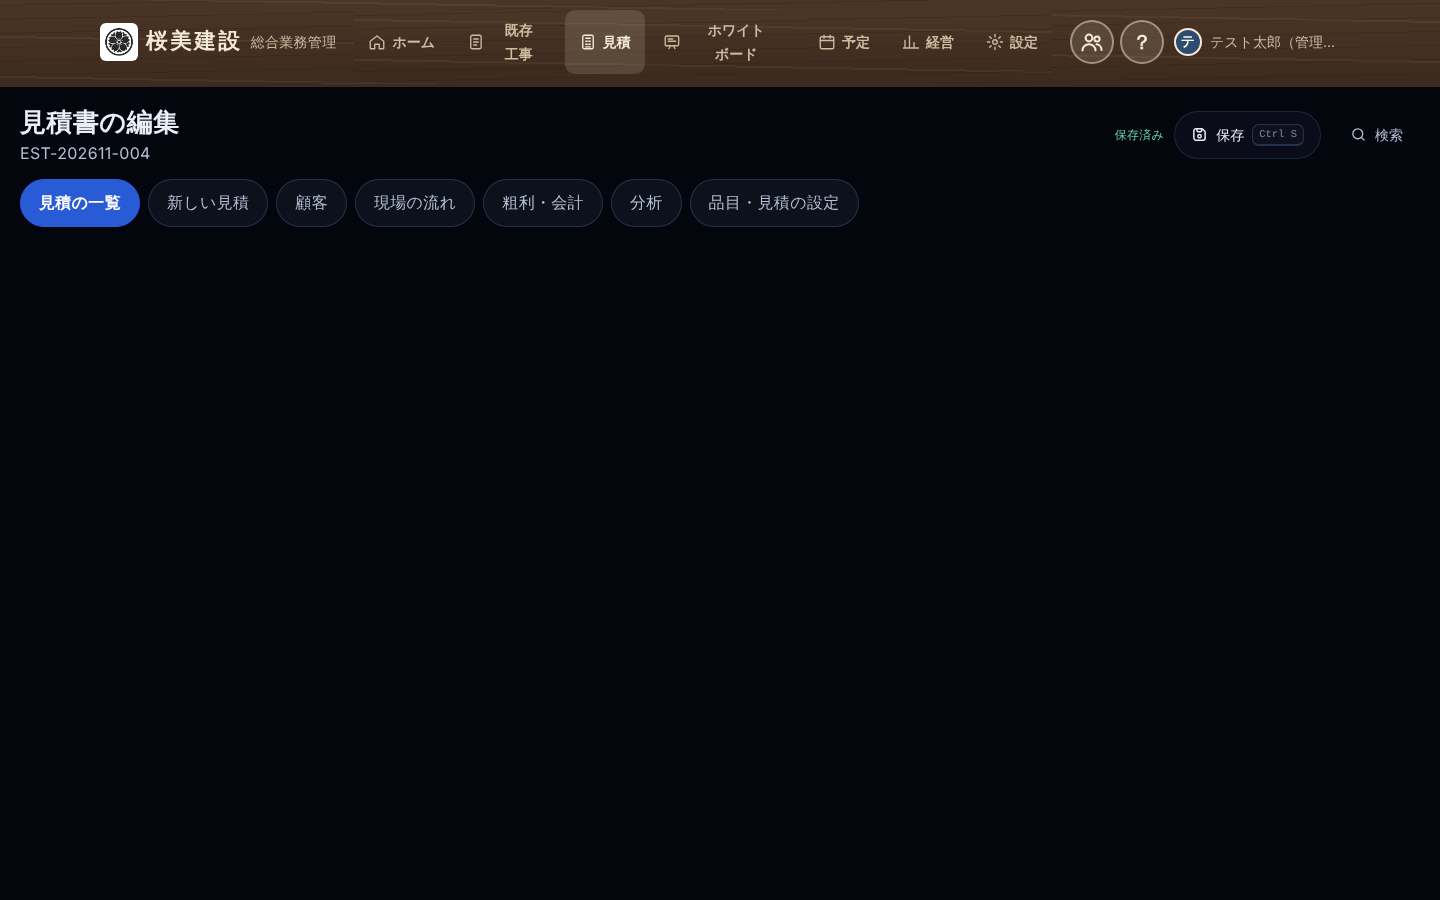 桜美建設 総合業務管理 ホーム 既存工事 見積 ホワイトボード 予定 経営 設定 ? テ テスト太郎（管理...
見積書の編集
EST-202611-004
保存済み 保存 Ctrl S 検索
見積の一覧 新しい見積 顧客 現場の流れ 粗利・会計 分析 品目・見積の設定